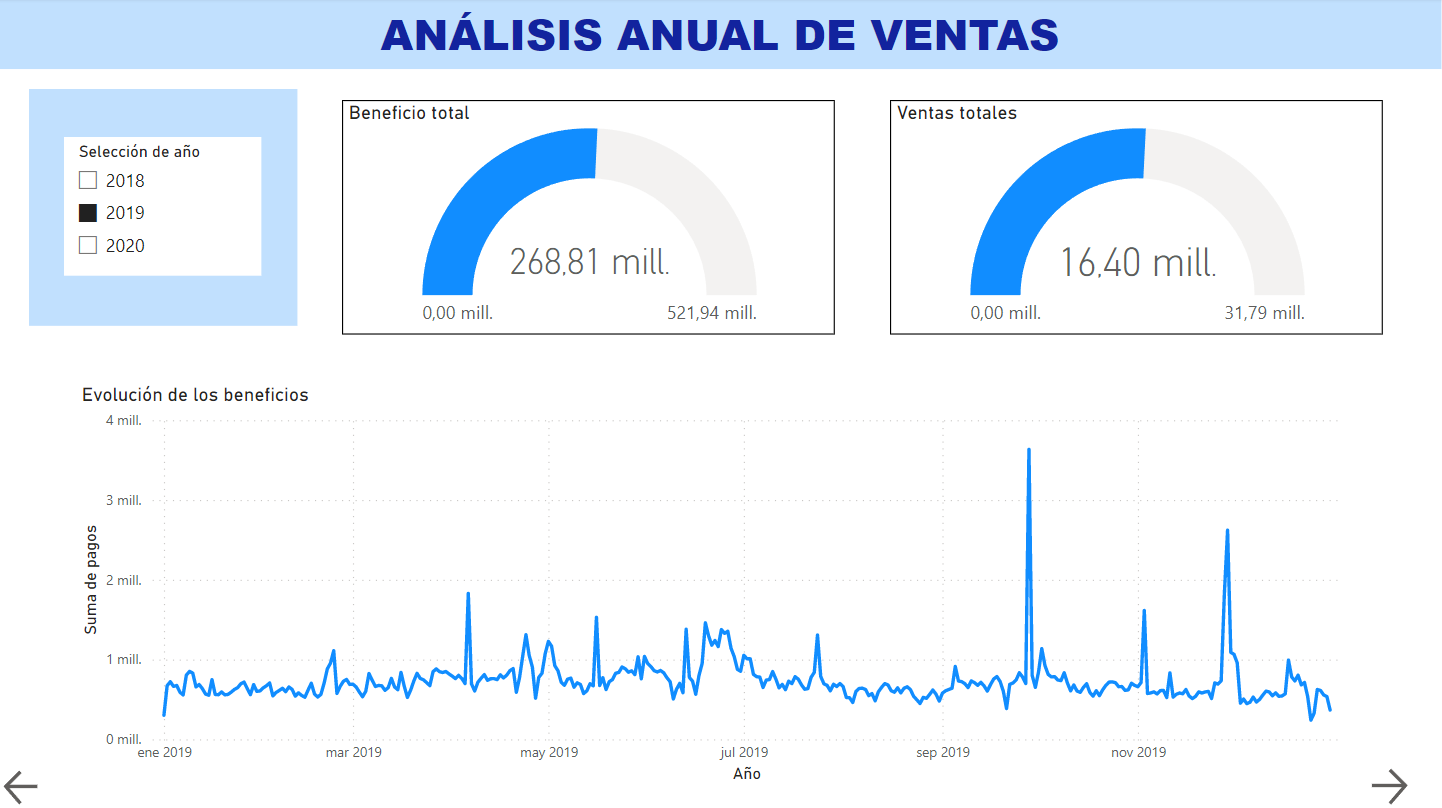 ANÁLISIS ANUAL DE VENTAS
Selección de año
2018
2019
2020
Beneficio total
268,81 mill.
0,00 mill.
521,94 mill.
Ventas totales
16,40 mill.
0,00 mill.
31,79 mill.
Evolución de los beneficios
Suma de pagos
4 mill.
3 mill.
2 mill.
1 mill.
0 mill.
ene 2019
mar 2019
may 2019
jul 2019
sep 2019
nov 2019
Año